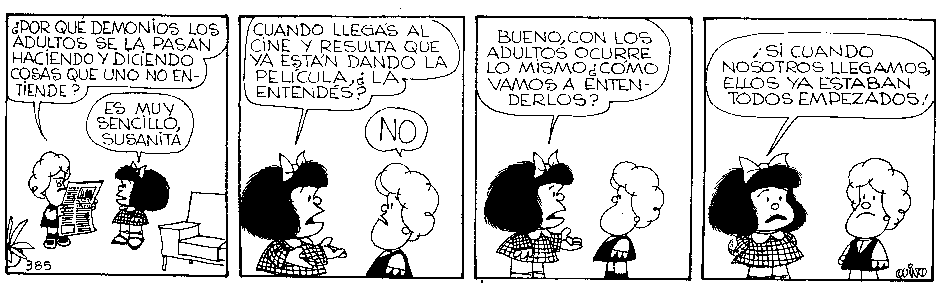 ¿POR QUÉ DEMONIOS LOS
ADULTOS SE LA PASAN
HACIENDO Y DICIENDO
COSAS QUE UNO NO EN-
TIENDE?
ES MUY
SENCILLO,
SUSANITA
385
CUANDO LLEGAS AL
CINE Y RESULTA QUE
YA ESTÁN DANDO LA
PELÍCULA, ¿LA
ENTENDÉS?
NO
BUENO, CON LOS
ADULTOS OCURRE
LO MISMO ¿CÓMO
VAMOS A ENTEN-
DERLOS?
¡SI CUANDO
NOSOTROS LLEGAMOS,
ELLOS YA ESTABAN
TODOS EMPEZADOS!
QUINO